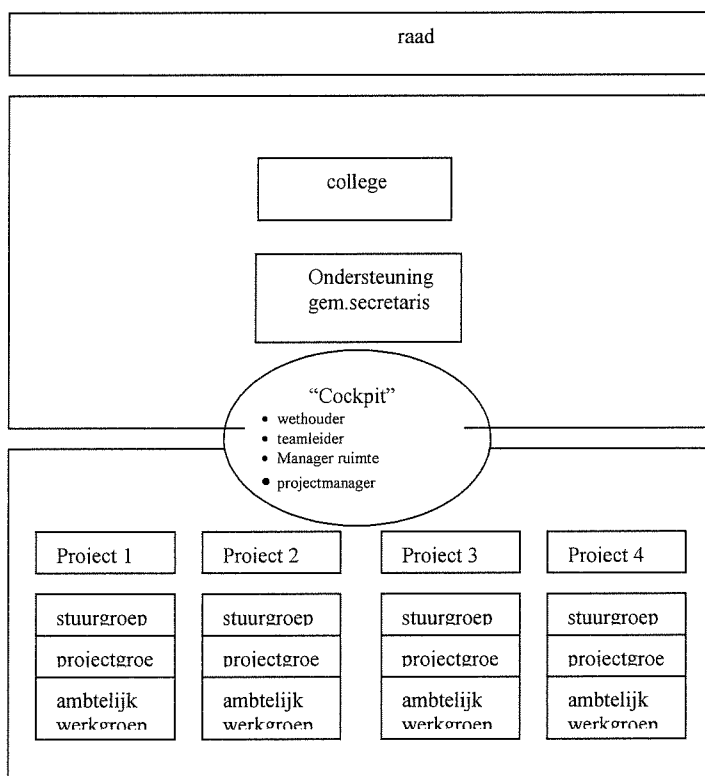 raad
college
Ondersteuning
gem.secretaris
“Cockpit”
• wethouder
• teamleider
• Manager ruimte
• projectmanager
Project 1
Project 2
Project 3
Project 4
stuurgroep
stuurgroep
stuurgroep
stuurgroep
projectgroe
projectgroe
projectgroe
projectgroe
ambtelijk
werkgroep
ambtelijk
werkgroep
ambtelijk
werkgroep
ambtelijk
werkgroep